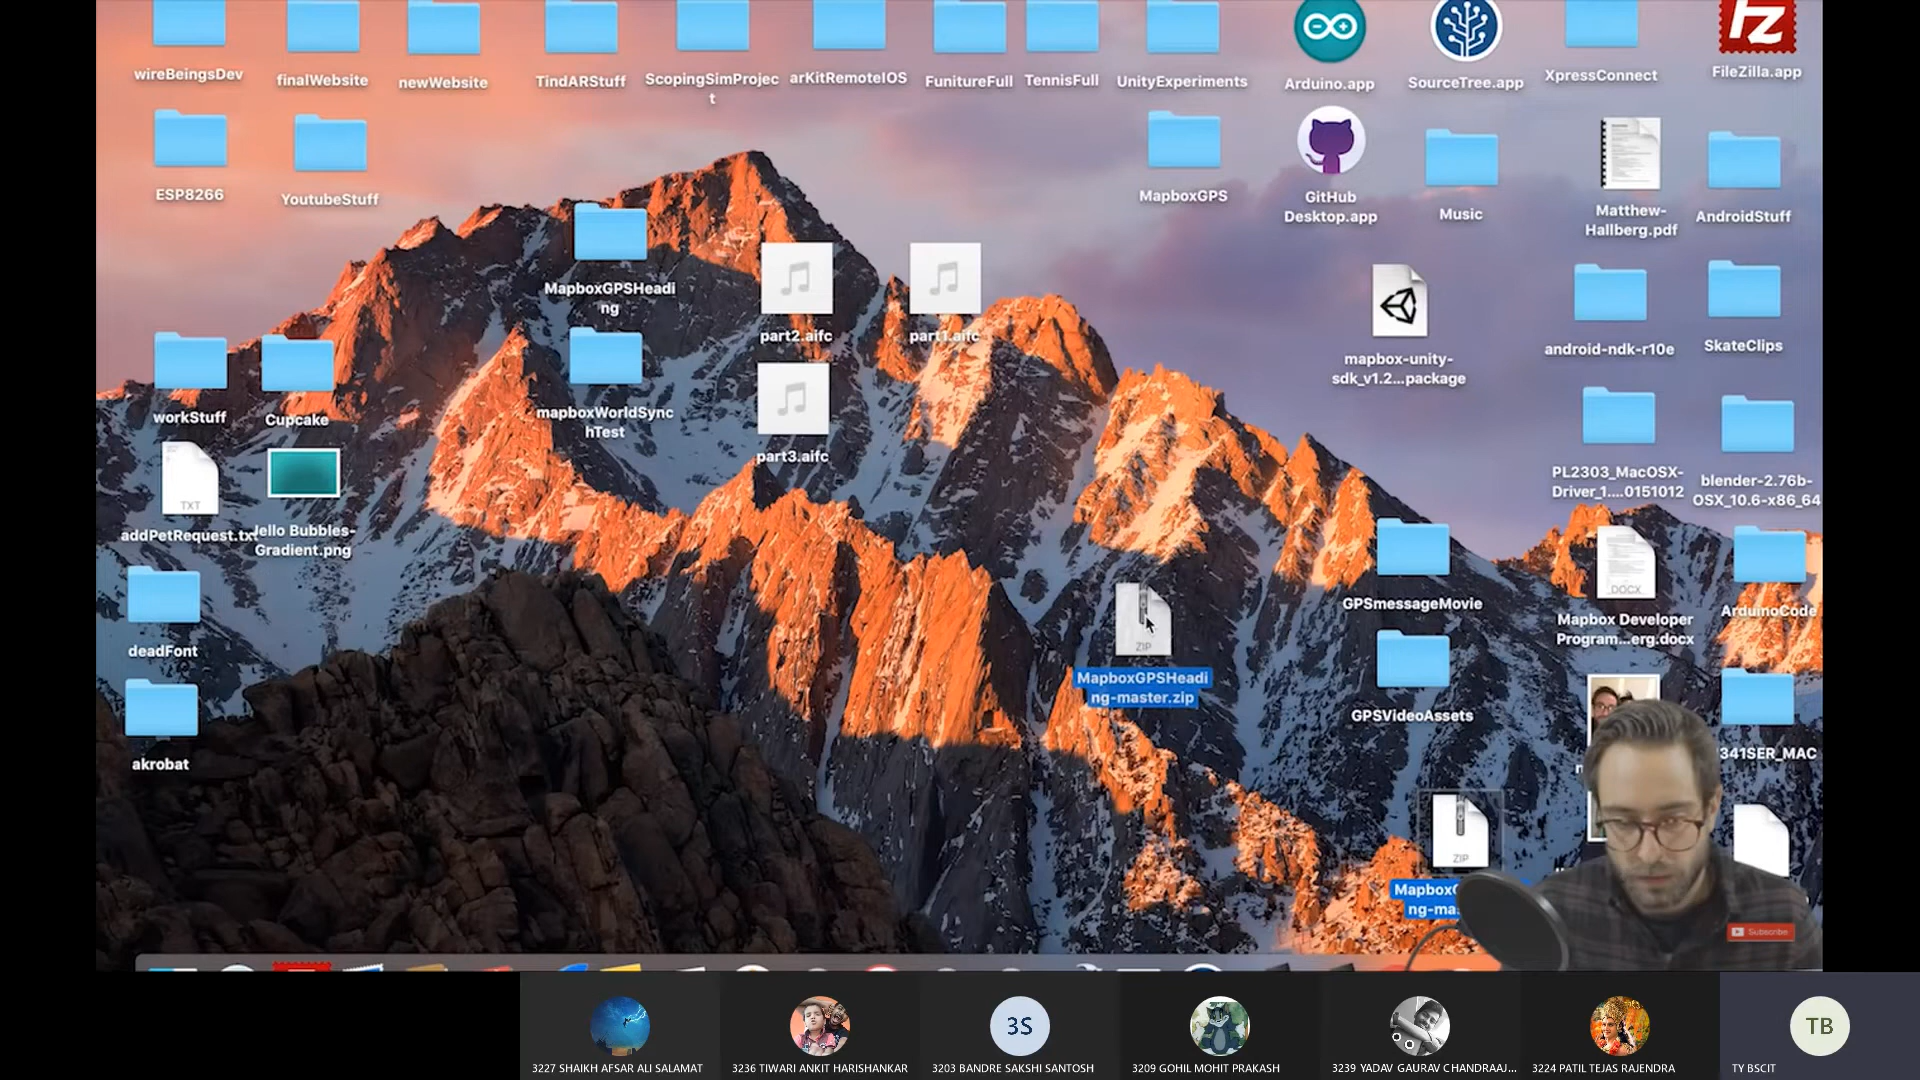 wireBeingsDev
finalWebsite
newWebsite
TindARStuff
ScopingSimProjec
t
arKitRemoteIOS
FunitureFull
TennisFull
UnityExperiments
Arduino.app
SourceTree.app
XpressConnect
FZ
FileZilla.app
ESP8266
YoutubeStuff
MapboxGPS
GitHub
Desktop.app
Music
Matthew-
Hallberg.pdf
AndroidStuff
MapboxGPSHeadi
ng
part2.aifc
part1.aifc
mapbox-unity-
sdk_v1.2...package
android-ndk-r10e
SkateClips
workStuff
Cupcake
mapboxWorldSync
hTest
part3.aifc
PL2303_MacOSX-
Driver_1....0151012
blender-2.76b-
OSX_10.6-x86_64
TXT
addPetRequest.txt
Jello Bubbles-
Gradient.png
deadFont
ZIP
MapboxGPSHeadi
ng-master.zip
GPSmessageMovie
DOCX
Mapbox Developer
Program...erg.docx
ArduinoCode
akrobat
GPSVideoAssets
341SER_MAC
ZIP
Mapbox
ng-ma
Subscribe
3S
TB
3227 SHAIKH AFSAR ALI SALAMAT
3236 TIWARI ANKIT HARISHANKAR
3203 BANDRE SAKSHI SANTOSH
3209 GOHIL MOHIT PRAKASH
3239 YADAV GAURAV CHANDRAAJ...
3224 PATIL TEJAS RAJENDRA
TY BSCIT